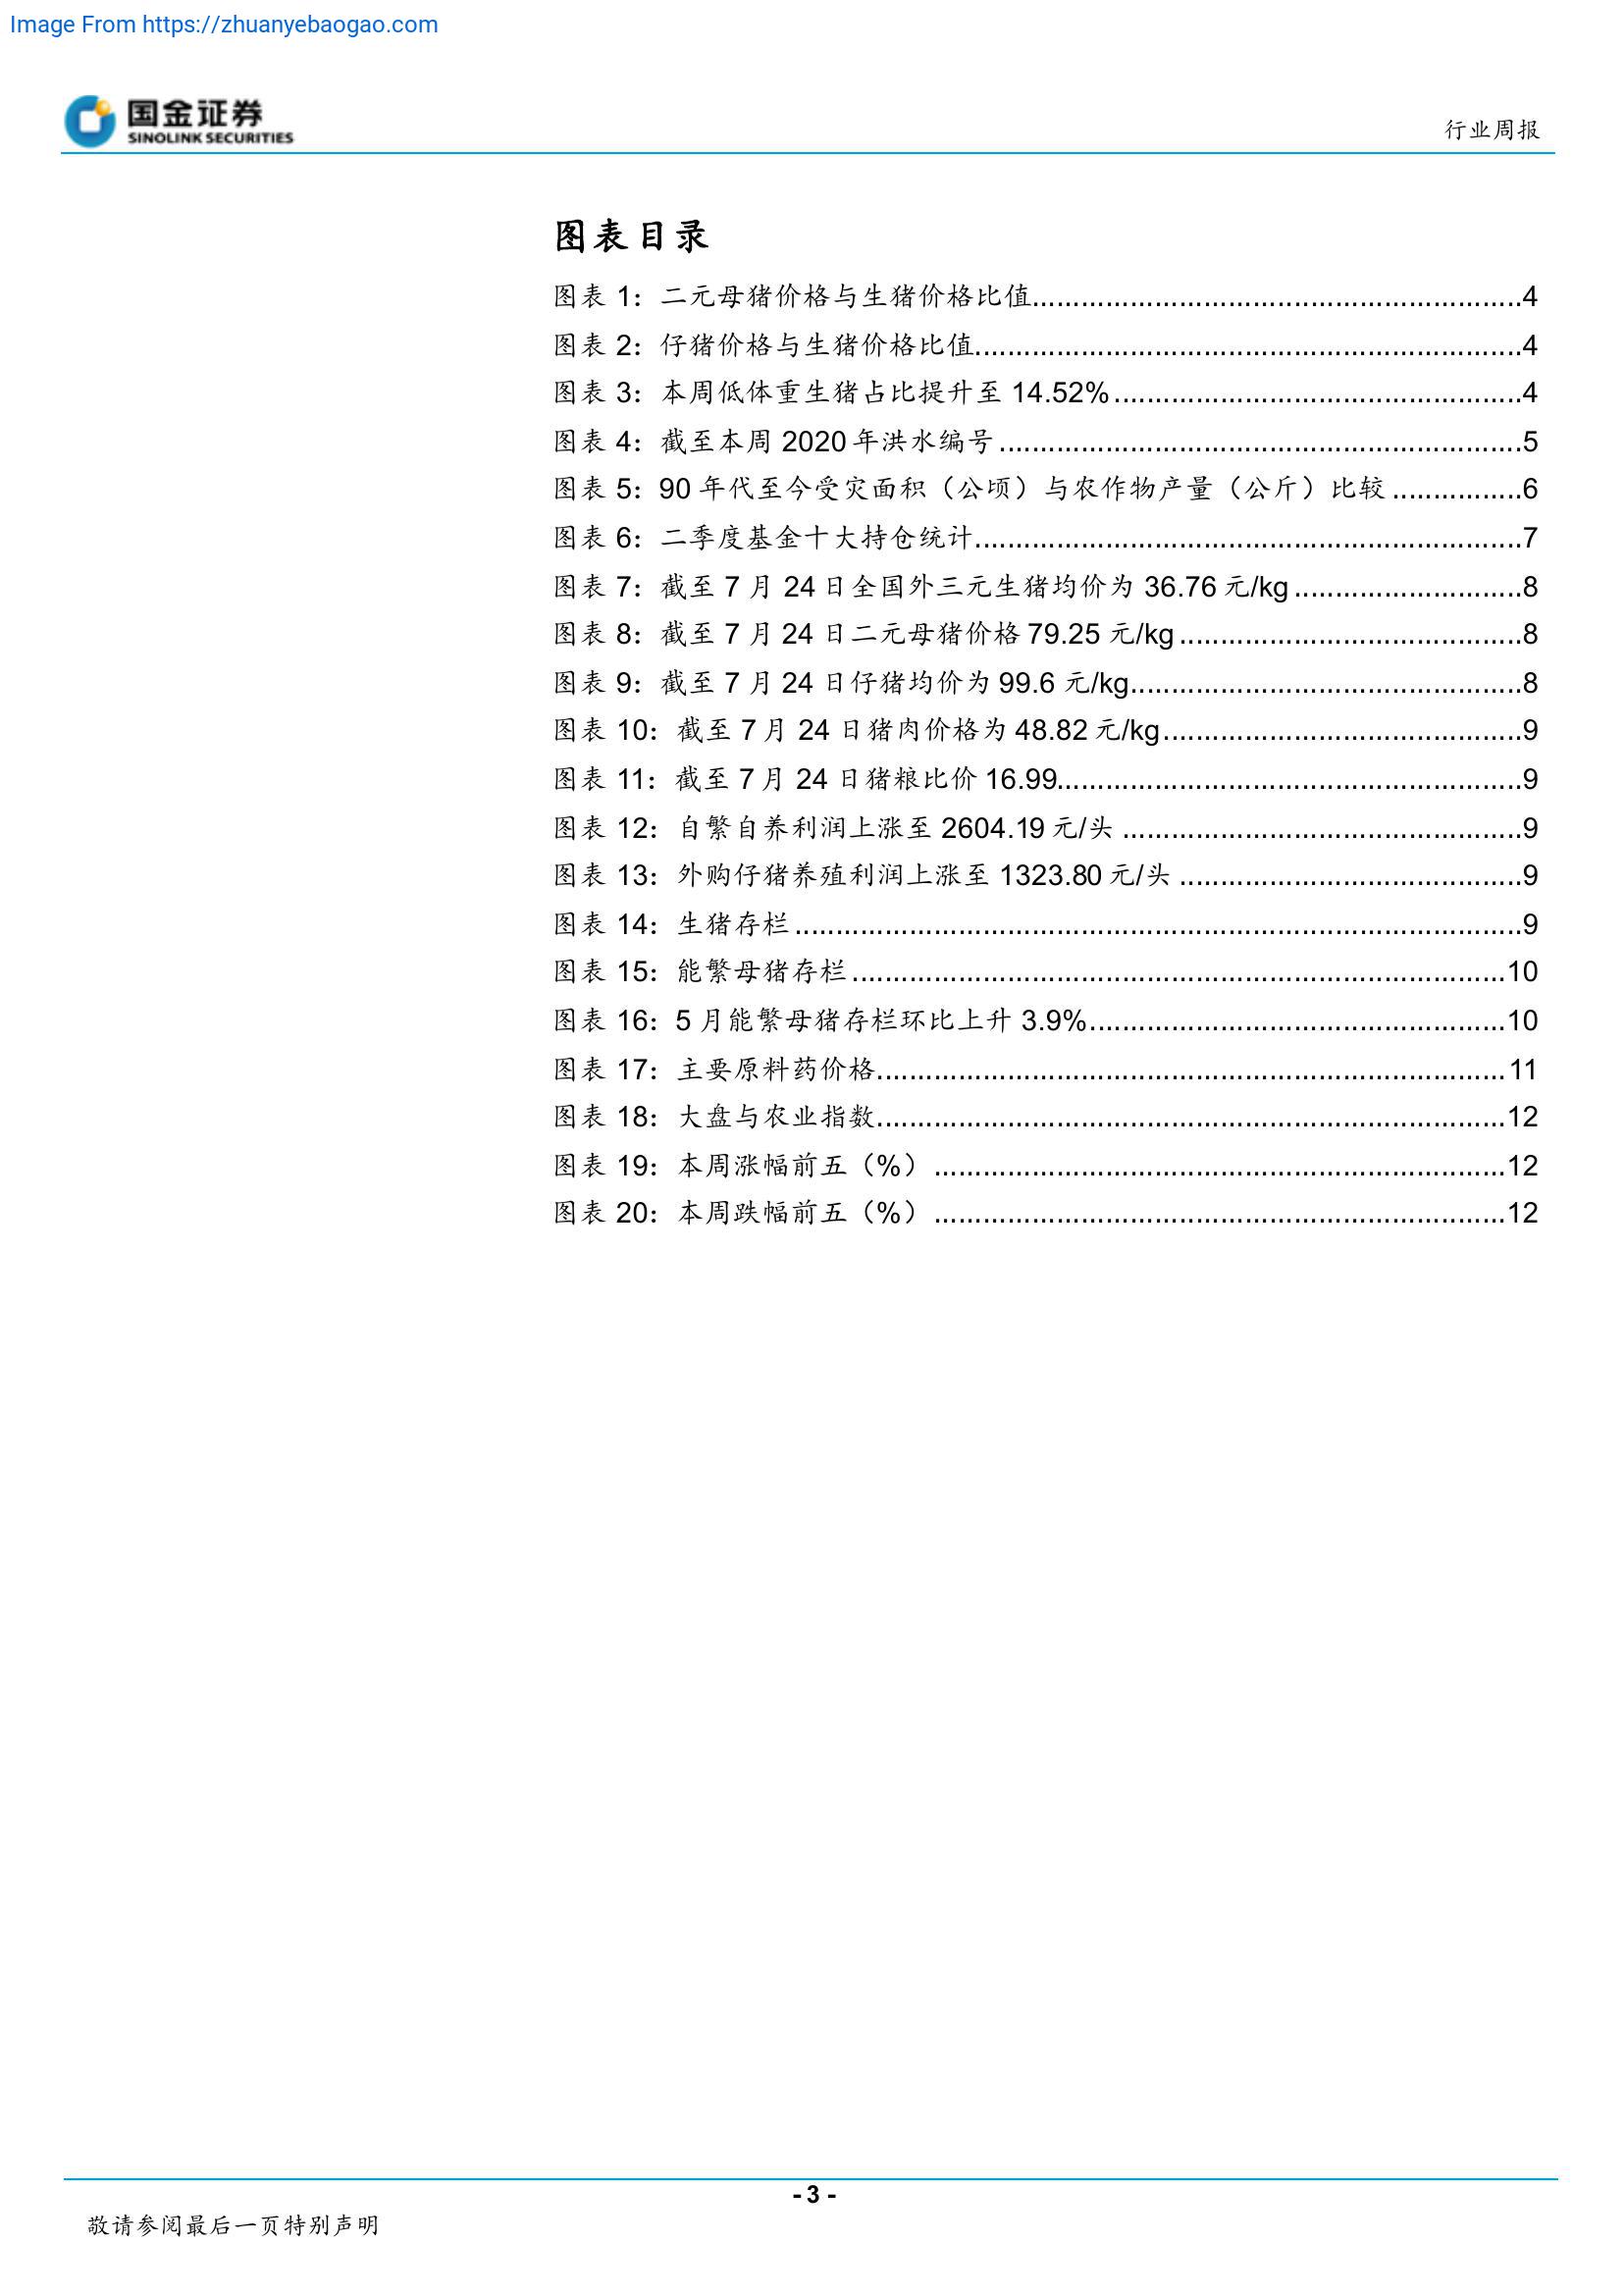 Image From https://zhuanyebaogao.com
国金证券
SINOLINK SECURITIES
行业周报
图表目录
图表 1：二元母猪价格与生猪价格比值............................................................4
图表 2：仔猪价格与生猪价格比值...................................................................4
图表 3：本周低体重生猪占比提升至 14.52%..................................................4
图表 4：截至本周 2020 年洪水编号................................................................5
图表 5：90 年代至今受灾面积（公顷）与农作物产量（公斤）比较................6
图表 6：二季度基金十大持仓统计...................................................................7
图表 7：截至 7 月 24 日全国外三元生猪均价为 36.76 元/kg............................8
图表 8：截至 7 月 24 日二元母猪价格 79.25 元/kg..........................................8
图表 9：截至 7 月 24 日仔猪均价为 99.6 元/kg................................................8
图表 10：截至 7 月 24 日猪肉价格为 48.82 元/kg............................................9
图表 11：截至 7 月 24 日猪粮比价 16.99.........................................................9
图表 12：自繁自养利润上涨至 2604.19 元/头.................................................9
图表 13：外购仔猪养殖利润上涨至 1323.80 元/头..........................................9
图表 14：生猪存栏.........................................................................................9
图表 15：能繁母猪存栏................................................................................10
图表 16：5 月能繁母猪存栏环比上升 3.9%...................................................10
图表 17：主要原料药价格.............................................................................11
图表 18：大盘与农业指数.............................................................................12
图表 19：本周涨幅前五（%）......................................................................12
图表 20：本周跌幅前五（%）......................................................................12
- 3 -
敬请参阅最后一页特别声明